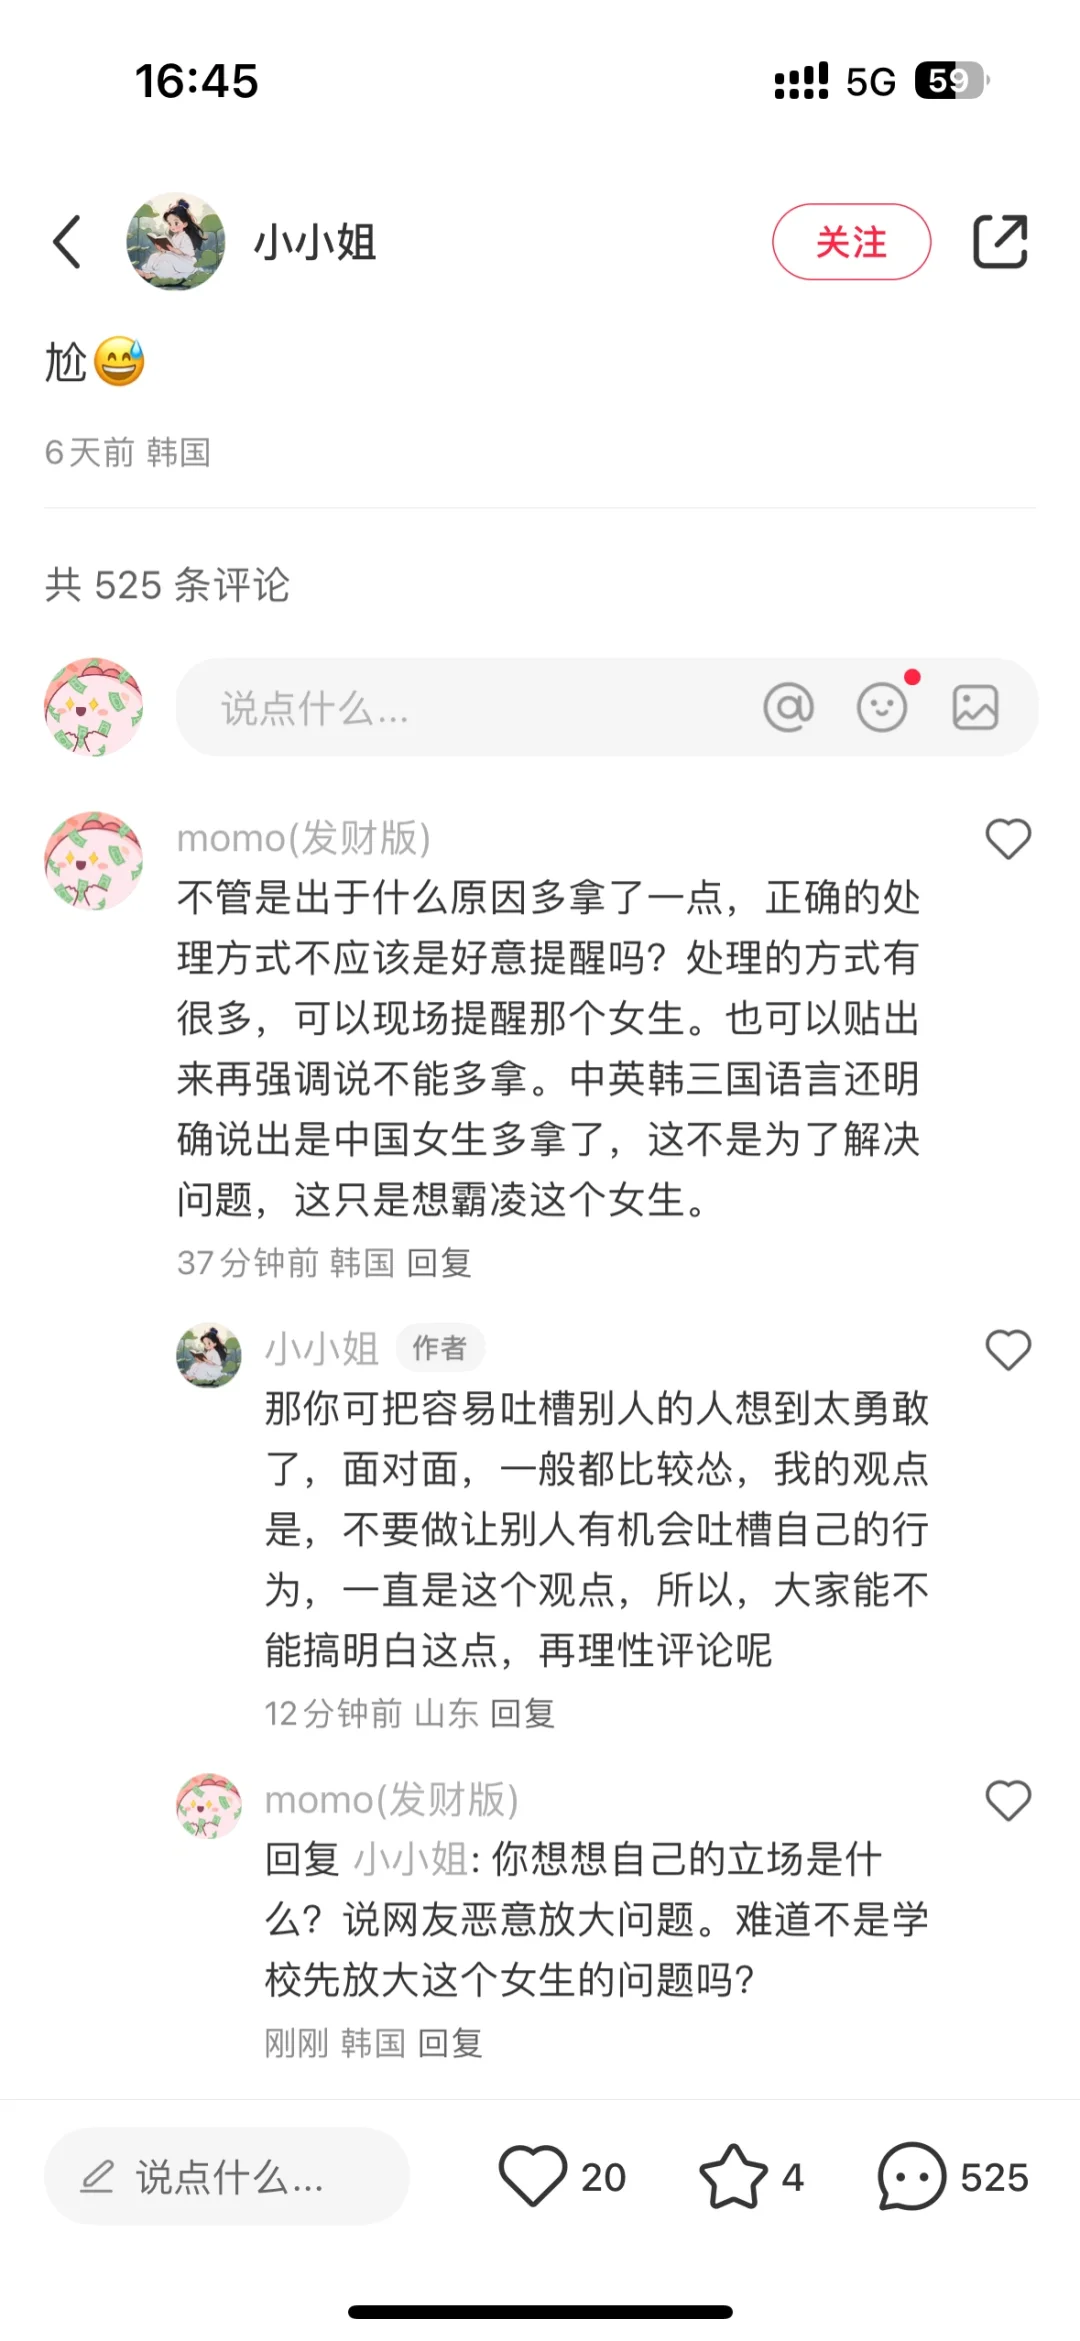 16:45
5G 59
小小姐
关注
尬😅
6天前 韩国
共 525 条评论
说点什么...
momo(发财版)
不管是出于什么原因多拿了一点，正确的处
理方式不应该是好意提醒吗？处理的方式有
很多，可以现场提醒那个女生。也可以贴出
来再强调说不能多拿。中英韩三国语言还明
确说出是中国女生多拿了，这不是为了解决
问题，这只是想霸凌这个女生。
37分钟前 韩国 回复
小小姐 作者
那你可把容易吐槽别人的人想到太勇敢
了，面对面，一般都比较怂，我的观点
是，不要做让别人有机会吐槽自己的行
为，一直是这个观点，所以，大家能不
能搞明白这点，再理性评论呢
12分钟前 山东 回复
momo(发财版)
回复 小小姐: 你想想自己的立场是什
么？说网友恶意放大问题。难道不是学
校先放大这个女生的问题吗？
刚刚 韩国 回复
说点什么... 20 4 525